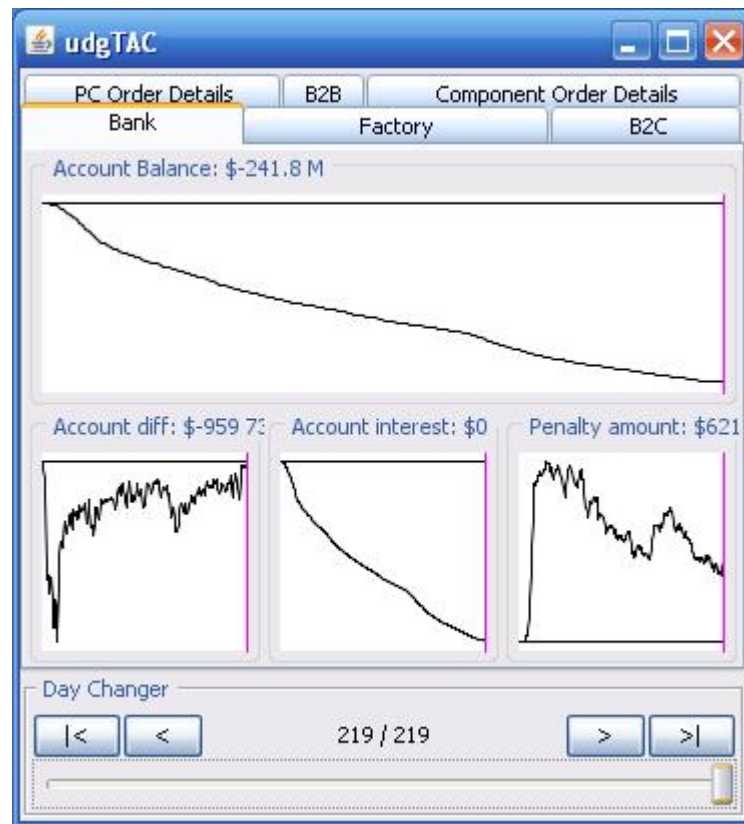 udgTAC
PC Order Details B2B Component Order Details
Bank Factory B2C
Account Balance: $-241.8 M
Account diff: $-959 73 Account interest: $0 Penalty amount: $621
Day Changer
|< < 219 / 219 > >|